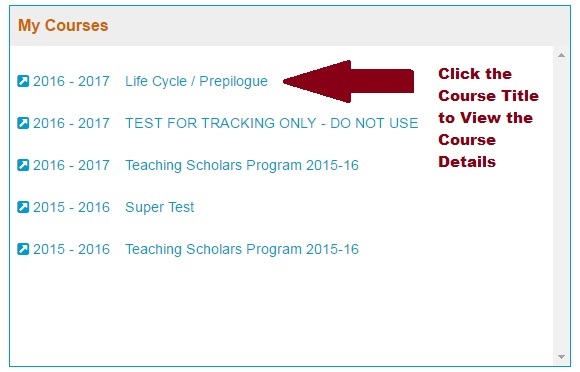 My Courses
2016 - 2017 Life Cycle / Prepilogue
2016 - 2017 TEST FOR TRACKING ONLY - DO NOT USE
2016 - 2017 Teaching Scholars Program 2015-16
2015 - 2016 Super Test
2015 - 2016 Teaching Scholars Program 2015-16
Click the
Course Title
to View the
Course
Details